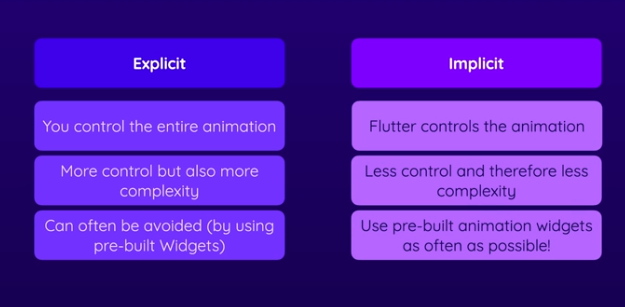 Explicit
You control the entire animation
More control but also more
complexity
Can often be avoided (by using
pre-built Widgets)
Implicit
Flutter controls the animation
Less control and therefore less
complexity
Use pre-built animation widgets
as often as possible!